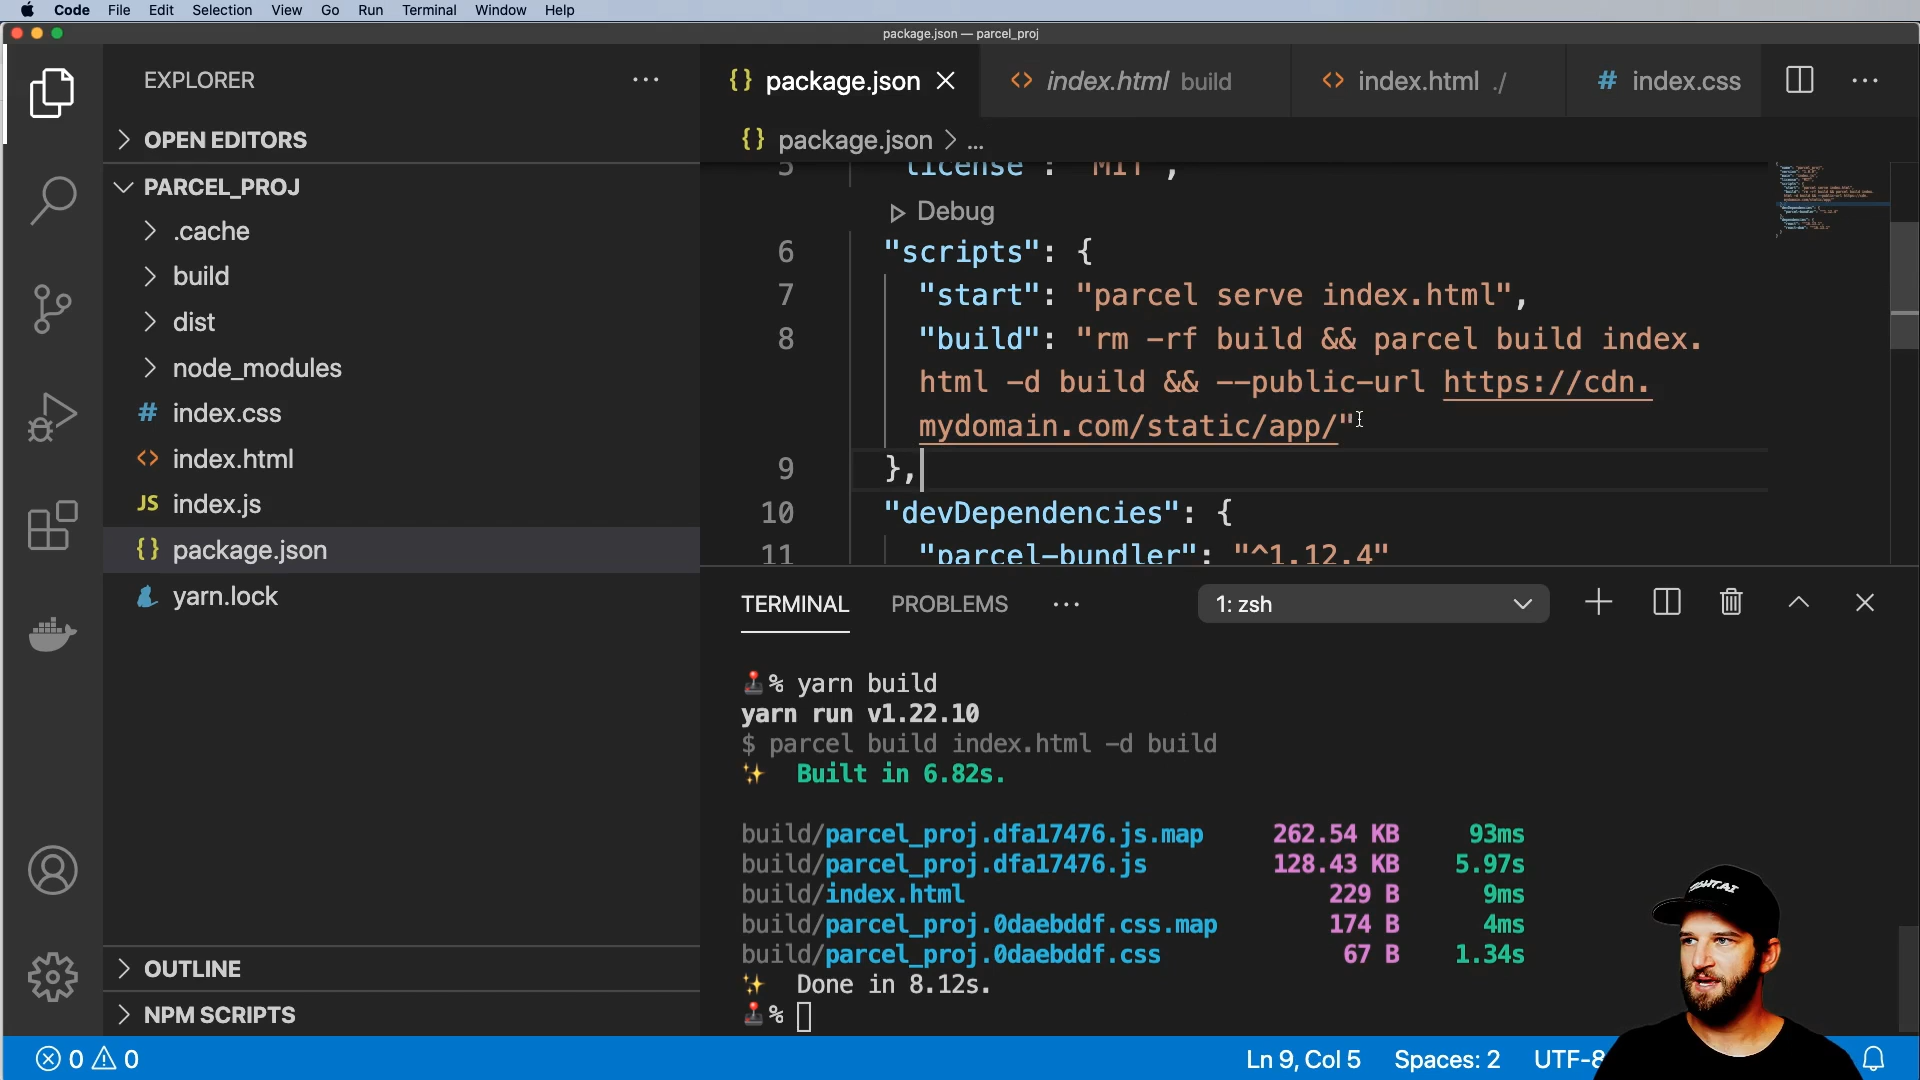 Code File Edit Selection View Go Run Terminal Window Help
package.json — parcel_proj
EXPLORER
OPEN EDITORS
PARCEL_PROJ
.cache
build
dist
node_modules
index.css
index.html
index.js
package.json
yarn.lock
OUTLINE
NPM SCRIPTS
package.json
index.html build
index.html ./
index.css
package.json > ...
5 "license": "MIT",
Debug
6 "scripts": {
7 "start": "parcel serve index.html",
8 "build": "rm -rf build && parcel build index.
html -d build && --public-url https://cdn.
mydomain.com/static/app/"
9 },
10 "devDependencies": {
11 "parcel-bundler": "^1.12.4"
TERMINAL PROBLEMS 1: zsh
% yarn build
yarn run v1.22.10
$ parcel build index.html -d build
✨ Built in 6.82s.
build/parcel_proj.dfa17476.js.map 262.54 KB 93ms
build/parcel_proj.dfa17476.js 128.43 KB 5.97s
build/index.html 229 B 9ms
build/parcel_proj.0daebddf.css.map 174 B 4ms
build/parcel_proj.0daebddf.css 67 B 1.34s
✨ Done in 8.12s.
%
0 0 Ln 9, Col 5 Spaces: 2 UTF-8